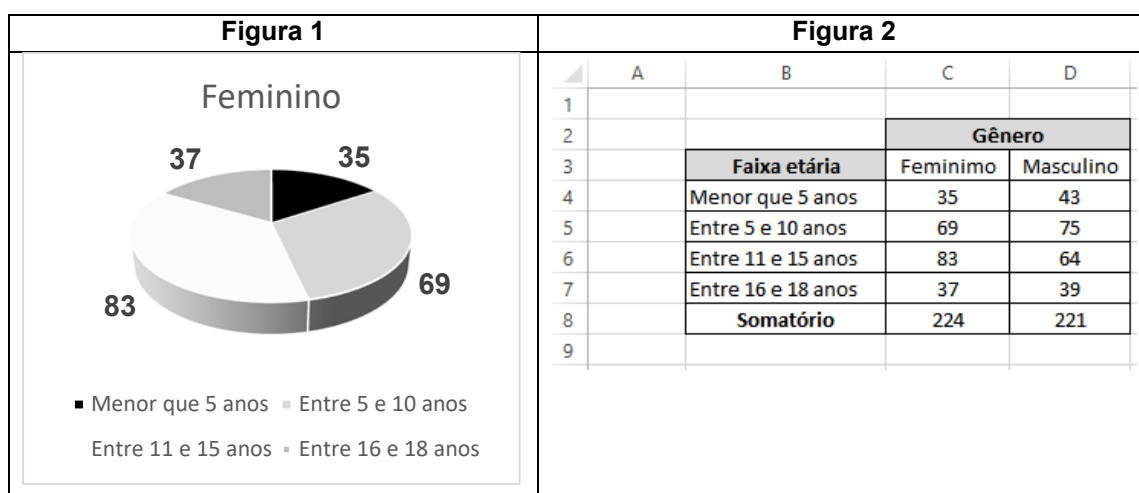 Figura 1
Feminino
37 35
83 69
Menor que 5 anos Entre 5 e 10 anos
Entre 11 e 15 anos Entre 16 e 18 anos
Figura 2
A B C D
1
2 Gênero
3 Faixa etária Feminimo Masculino
4 Menor que 5 anos 35 43
5 Entre 5 e 10 anos 69 75
6 Entre 11 e 15 anos 83 64
7 Entre 16 e 18 anos 37 39
8 Somatório 224 221
9